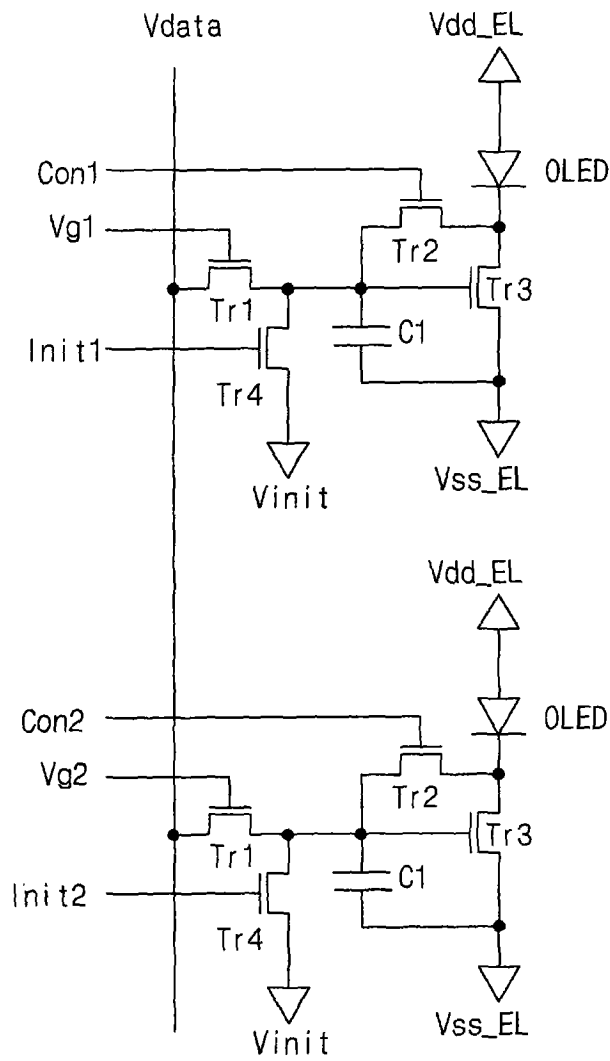 Vdata
Vdd_EL
Con1
OLED
Vg1
Tr2
Tr3
Tr1
C1
Init1
Tr4
Vinit
Vss_EL
Vdd_EL
Con2
OLED
Vg2
Tr2
Tr3
Tr1
C1
Init2
Tr4
Vinit
Vss_EL